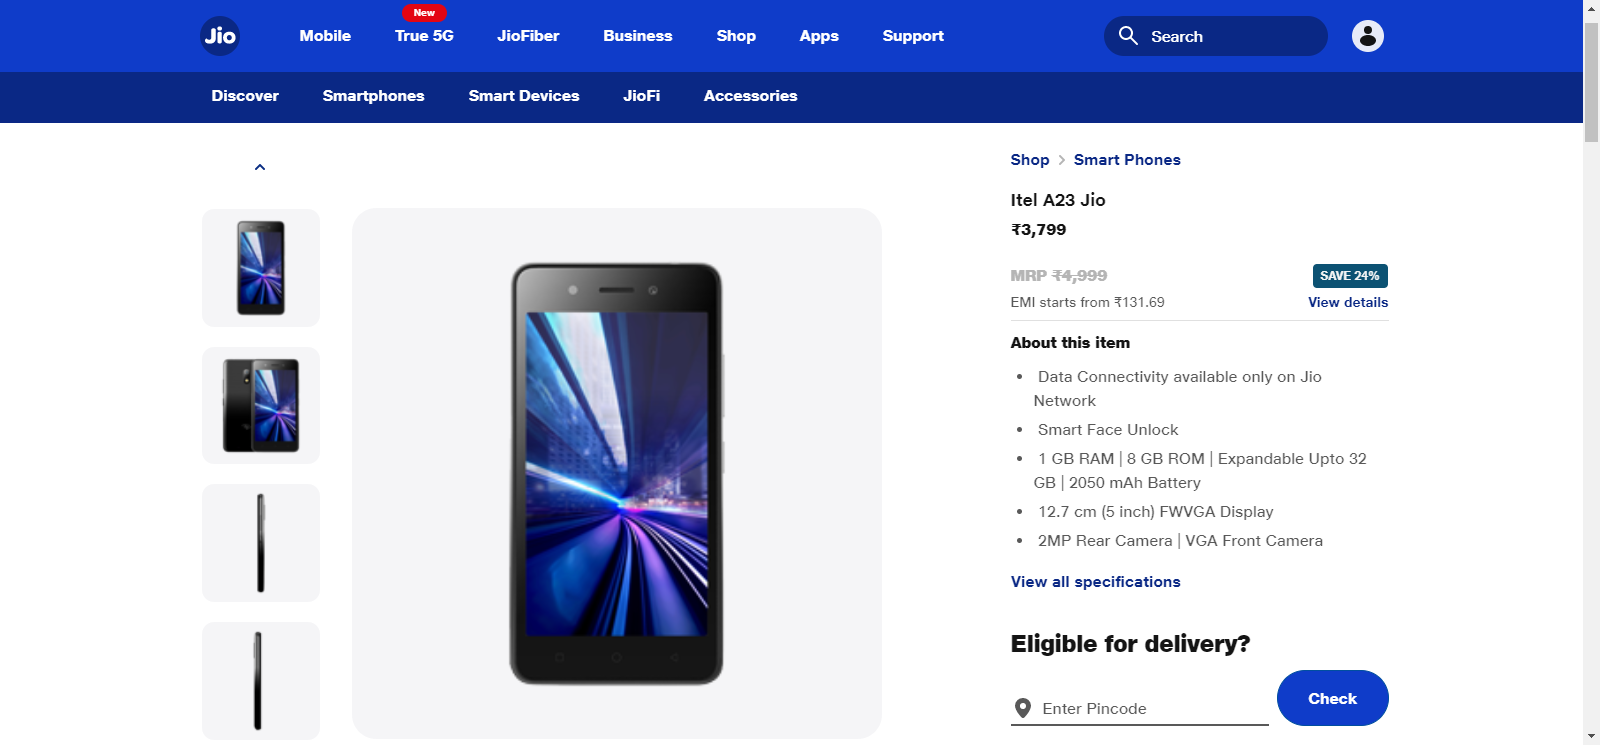 New
Jio
Mobile
True 5G
JioFiber
Business
Shop
Apps
Support
Search
Discover
Smartphones
Smart Devices
JioFi
Accessories
Shop > Smart Phones
Itel A23 Jio
₹3,799
MRP ₹4,999
SAVE 24%
EMI starts from ₹131.69
View details
About this item
• Data Connectivity available only on Jio
Network
• Smart Face Unlock
• 1 GB RAM | 8 GB ROM | Expandable Upto 32
GB | 2050 mAh Battery
• 12.7 cm (5 inch) FWVGA Display
• 2MP Rear Camera | VGA Front Camera
View all specifications
Eligible for delivery?
Enter Pincode
Check